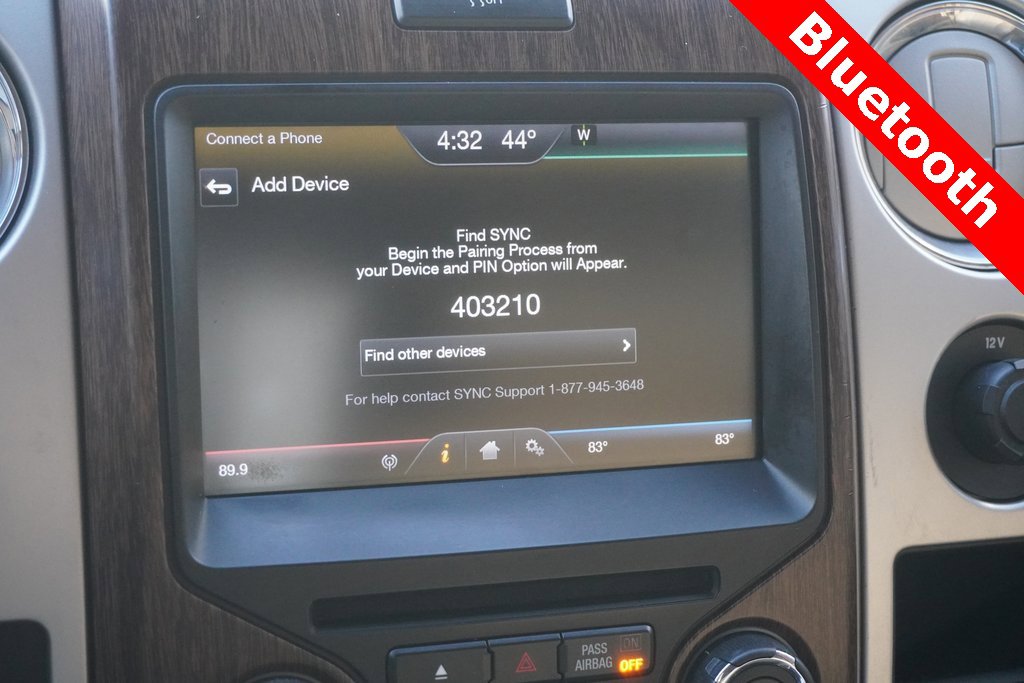 Bluetooth
Connect a Phone
4:32 44° W
Add Device
Find SYNC
Begin the Pairing Process from
your Device and PIN Option will Appear.
403210
Find other devices
For help contact SYNC Support 1-877-945-3648
89.9 i 83° 83°
12V
PASS AIRBAG ON
OFF